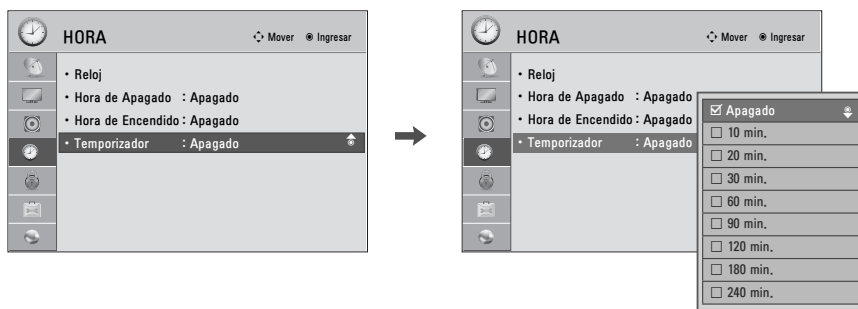 HORA
Mover
Ingresar
• Reloj
• Hora de Apagado : Apagado
• Hora de Encendido : Apagado
• Temporizador : Apagado
HORA
Mover
Ingresar
• Reloj
• Hora de Apagado : Apagado
• Hora de Encendido : Apagado
• Temporizador : Apagado
☑ Apagado
☐ 10 min.
☐ 20 min.
☐ 30 min.
☐ 60 min.
☐ 90 min.
☐ 120 min.
☐ 180 min.
☐ 240 min.